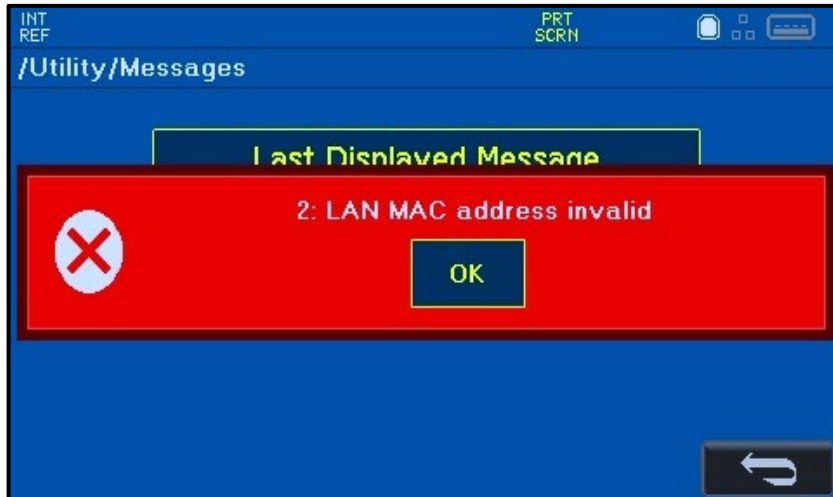 INT
REF
PRT
SCRN
/Utility/Messages
Last Displayed Message
2: LAN MAC address invalid
OK